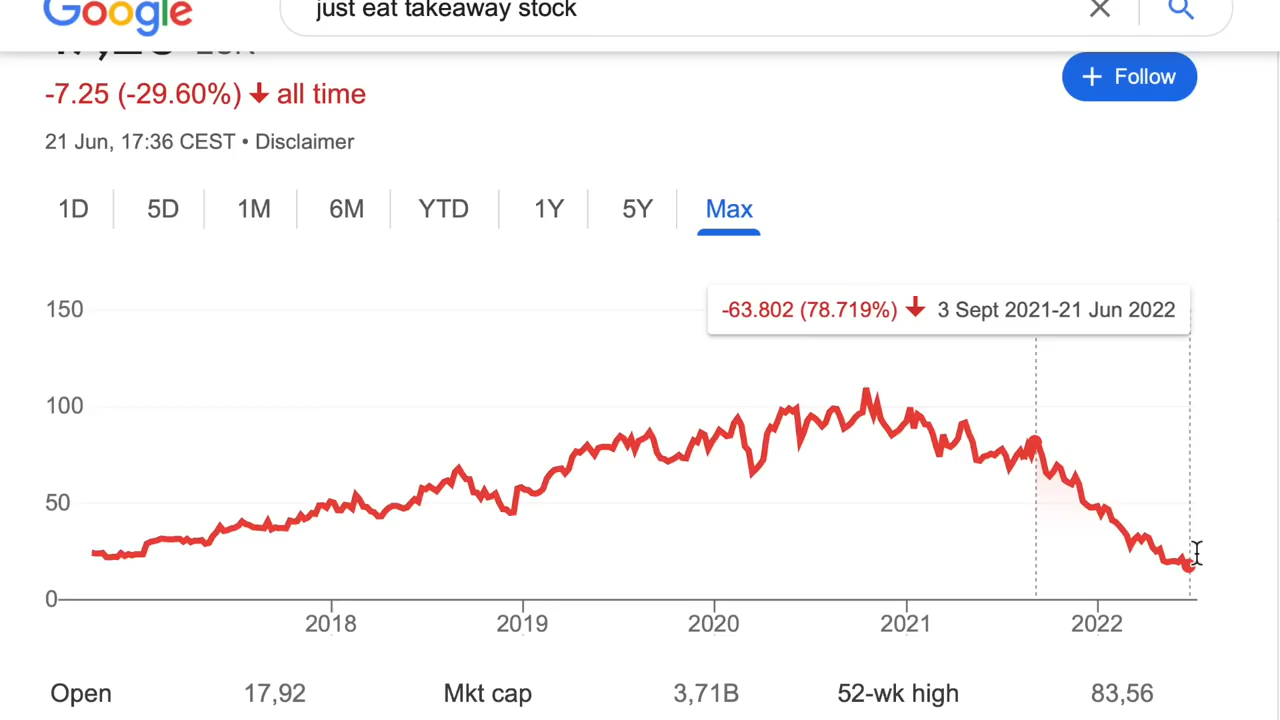 Google
just eat takeaway stock
-7.25 (-29.60%) ↓ all time
+ Follow
21 Jun, 17:36 CEST • Disclaimer
1D 5D 1M 6M YTD 1Y 5Y Max
150
-63.802 (78.719%) ↓ 3 Sept 2021-21 Jun 2022
100
50
0
2018 2019 2020 2021 2022
Open 17,92 Mkt cap 3,71B 52-wk high 83,56